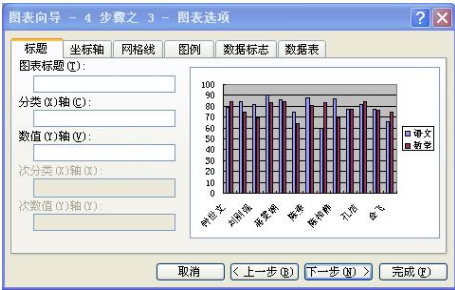 图表向导 - 4 步骤之 3 - 图表选项
标题 坐标轴 网格线 图例 数据标志 数据表
图表标题(T):
分类(X)轴(C):
数值(Y)轴(V):
次分类(X)轴(X):
次数值(Y)轴(Y):
100
90
80
70
60
50
40
30
20
10
0
语文
数学
取消 <上一步(B) 下一步(N)> 完成(F)